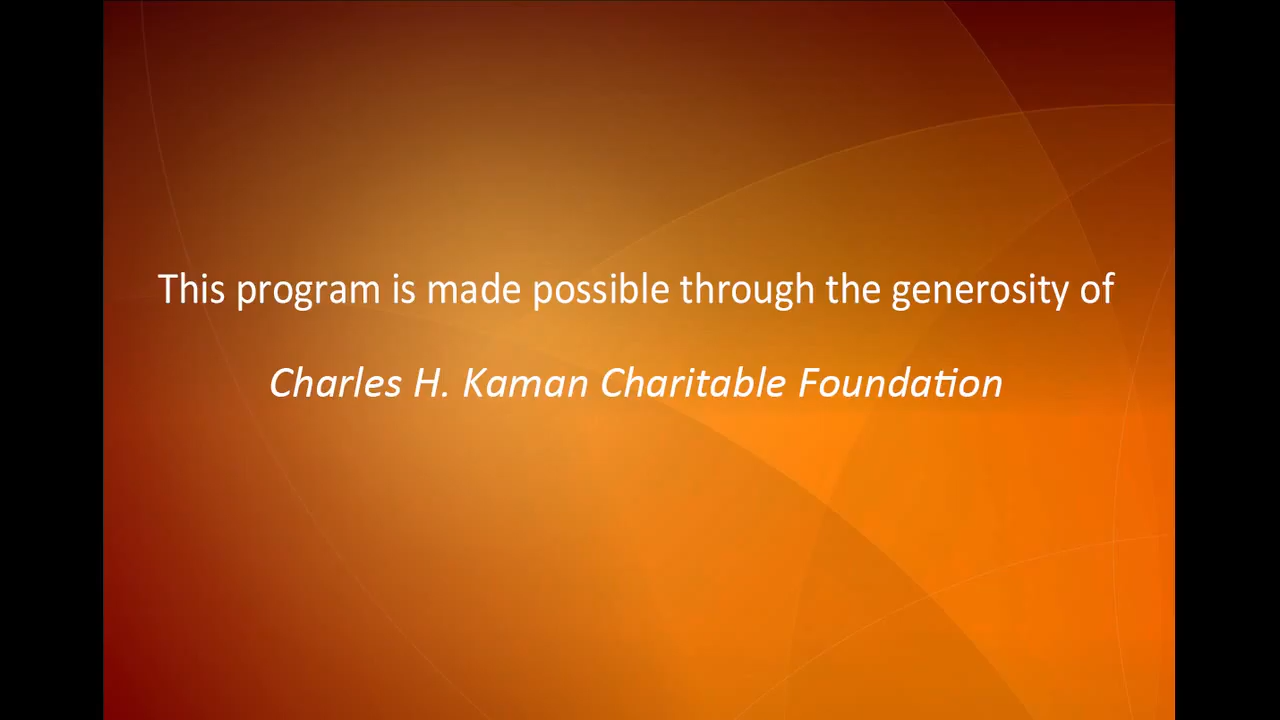 This program is made possible through the generosity of
Charles H. Kaman Charitable Foundation